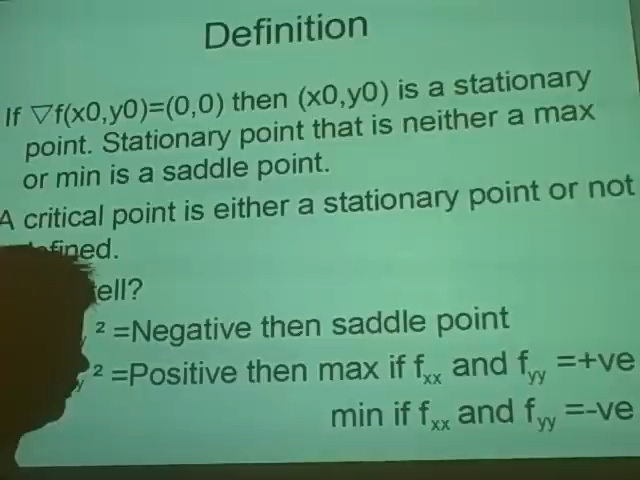 Definition
If ▽f(x0,y0)=(0,0) then (x0,y0) is a stationary
point. Stationary point that is neither a max
or min is a saddle point.
A critical point is either a stationary point or not
fined.
ell?
y ² =Negative then saddle point
y ² =Positive then max if fxx and fyy =+ve
min if fxx and fyy =-ve